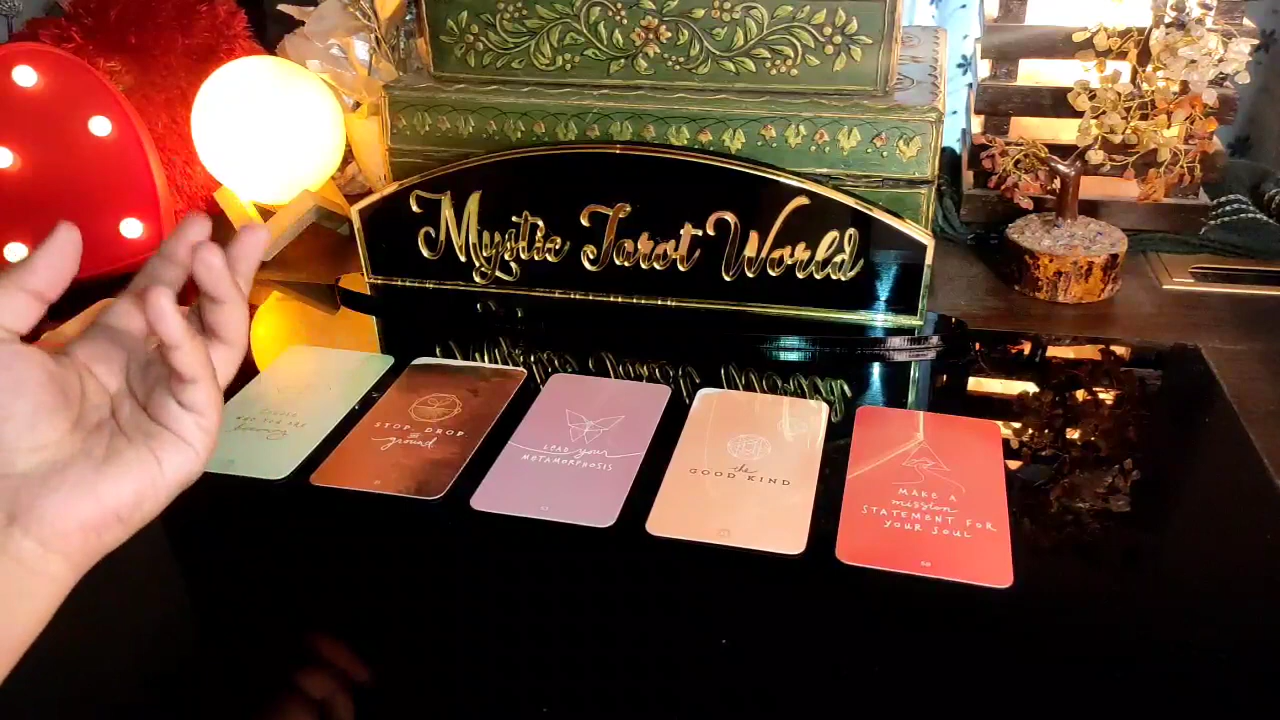 Mystic Tarot World
STOP, DROP,
ground
LEAD your
METAMORPHOSIS
the
GOOD KIND
MAKE A
mission
STATEMENT FOR
YOUR SOUL